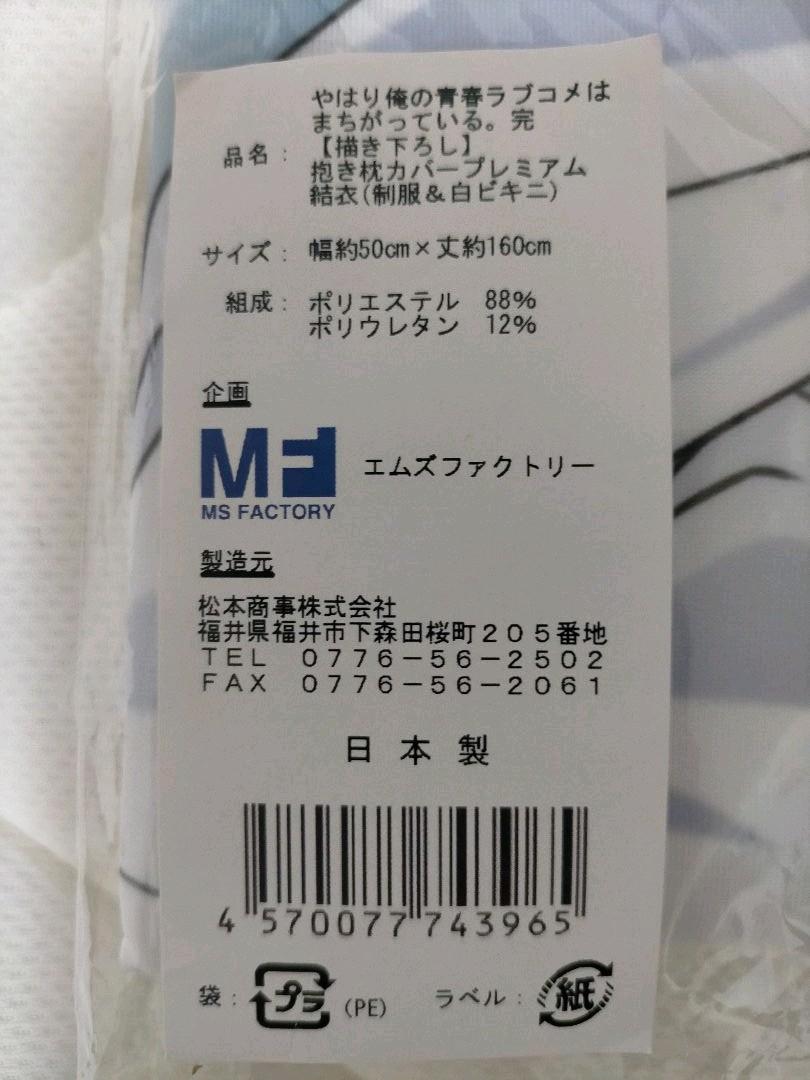 やはり俺の青春ラブコメは
まちがっている。完
品名：【描き下ろし】
抱き枕カバープレミアム
結衣(制服＆白ビキニ)
サイズ： 幅約50cm×丈約160cm
組成： ポリエステル 88%
ポリウレタン 12%
企画
MF エムズファクトリー
MS FACTORY
製造元
松本商事株式会社
福井県福井市下森田桜町２０５番地
ＴＥＬ ０７７６－５６－２５０２
ＦＡＸ ０７７６－５６－２０６１
日本製
4 570077 743965
袋： プラ (PE) ラベル： 紙